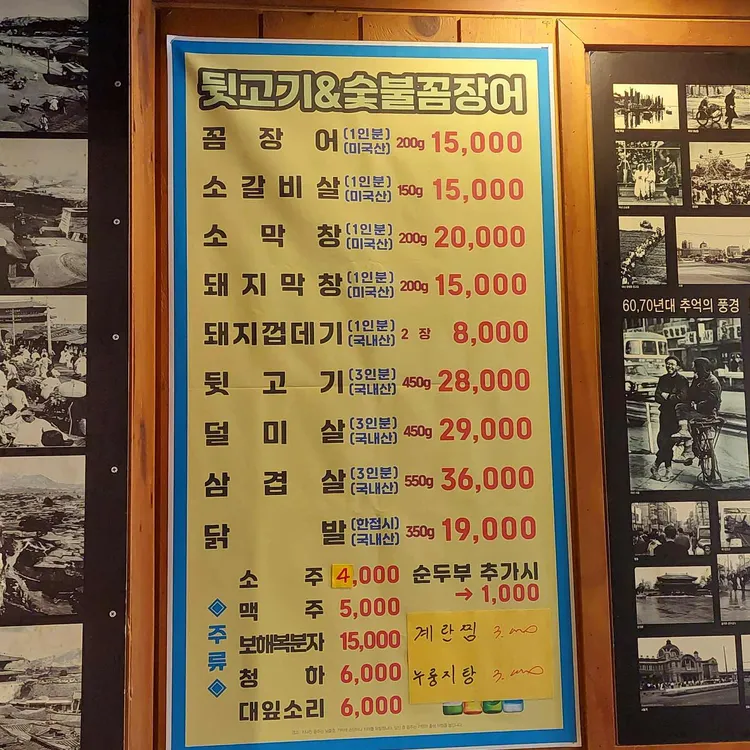 뒷고기&숯불꼼장어
꼼장어 (1인분) (미국산) 200g 15,000
소갈비살 (1인분) (미국산) 150g 15,000
소막창 (1인분) (미국산) 200g 20,000
돼지막창 (1인분) (미국산) 200g 15,000
돼지껍데기 (1인분) (국내산) 2 장 8,000
뒷고기 (3인분) (국내산) 450g 28,000
덜미살 (3인분) (국내산) 450g 29,000
삼겹살 (3인분) (국내산) 550g 36,000
닭발 (한접시) (국내산) 350g 19,000
주류
소주 4,000
맥주 5,000
보해복분자 15,000
청하 6,000
대잎소리 6,000
순두부 추가시
→ 1,000
계란찜 3,000
누룽지탕 3,000
60,70년대 추억의 풍경